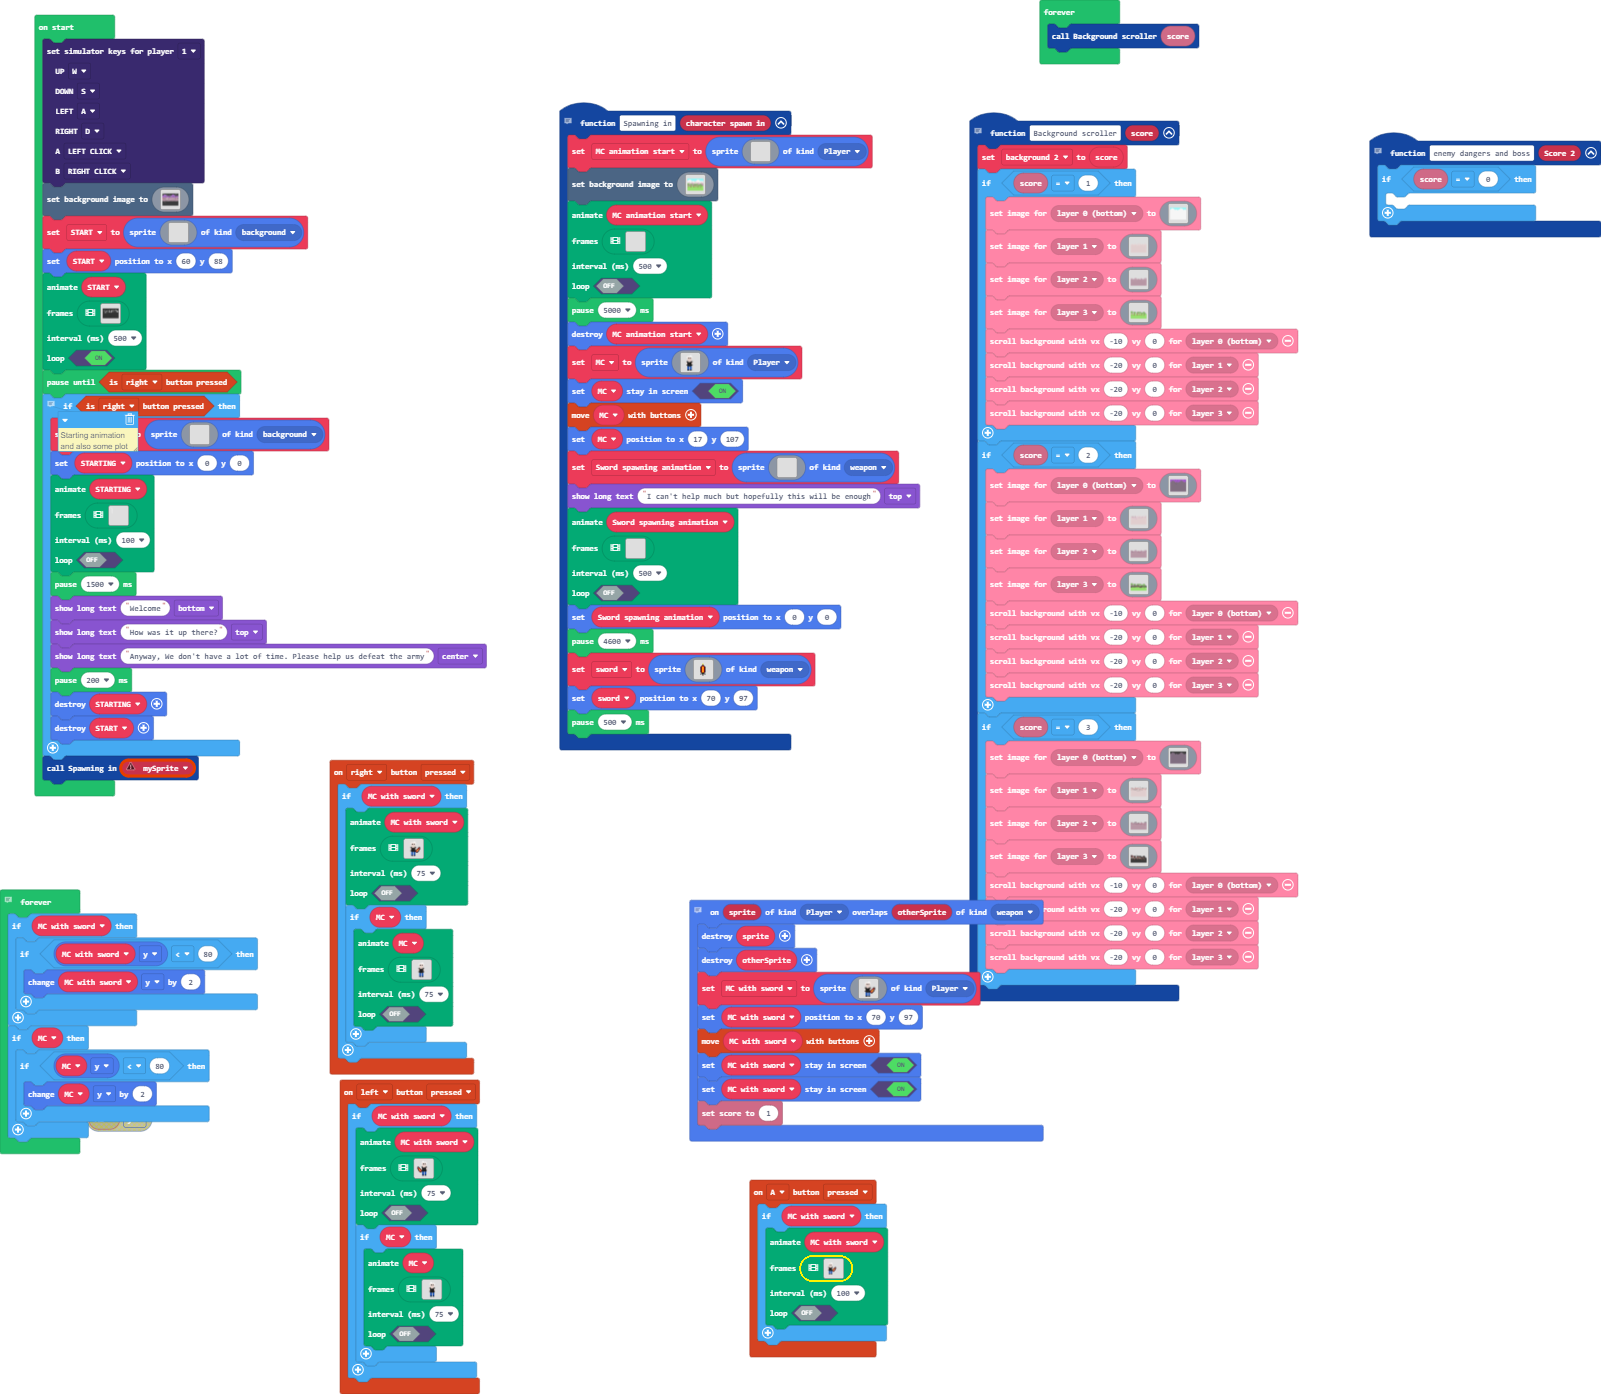 on start
set simulator keys for player 1
UP W
DOWN S
LEFT A
RIGHT D
A LEFT CLICK
B RIGHT CLICK
set background image to
set START to sprite of kind background
set START position to x 60 y 88
animate START
frames
interval (ms) 500
loop ON
pause until is right button pressed
if is right button pressed then
sprite of kind background
Starting animation
and also some plot
set STARTING position to x 0 y 0
animate STARTING
frames
interval (ms) 100
loop OFF
pause 1500 ms
show long text "Welcome" bottom
show long text "How was it up there?" top
show long text "Anyway, We don't have a lot of time. Please help us defeat the army" center
pause 200 ms
destroy STARTING
destroy START
call Spawning in mySprite
forever
if MC with sword then
if MC with sword y < 80 then
change MC with sword y by 2
if MC then
if MC y < 80 then
change MC y by 2
on right button pressed
if MC with sword then
animate MC with sword
frames
interval (ms) 75
loop OFF
if MC then
animate MC
frames
interval (ms) 75
loop OFF
on left button pressed
if MC with sword then
animate MC with sword
frames
interval (ms) 75
loop OFF
if MC then
animate MC
frames
interval (ms) 75
loop OFF
function Spawning in character spawn in
set MC animation start to sprite of kind Player
set background image to
animate MC animation start
frames
interval (ms) 500
loop OFF
pause 5000 ms
destroy MC animation start
set MC to sprite of kind Player
set MC stay in screen ON
move MC with buttons
set MC position to x 17 y 107
set Sword spawning animation to sprite of kind weapon
show long text "I can't help much but hopefully this will be enough" top
animate Sword spawning animation
frames
interval (ms) 500
loop OFF
set Sword spawning animation position to x 0 y 0
pause 4600 ms
set sword to sprite of kind weapon
set sword position to x 70 y 97
pause 500 ms
on sprite of kind Player overlaps otherSprite of kind weapon
destroy sprite
destroy otherSprite
set MC with sword to sprite of kind Player
set MC with sword position to x 70 y 97
move MC with sword with buttons
set MC with sword stay in screen ON
set MC with sword stay in screen ON
set score to 1
on A button pressed
if MC with sword then
animate MC with sword
frames
interval (ms) 100
loop OFF
forever
call Background scroller score
function Background scroller score
set background 2 to score
if score = 1 then
set image for layer 0 (bottom) to
set image for layer 1 to
set image for layer 2 to
set image for layer 3 to
scroll background with vx -10 vy 0 for layer 0 (bottom)
scroll background with vx -20 vy 0 for layer 1
scroll background with vx -20 vy 0 for layer 2
scroll background with vx -20 vy 0 for layer 3
if score = 2 then
set image for layer 0 (bottom) to
set image for layer 1 to
set image for layer 2 to
set image for layer 3 to
scroll background with vx -10 vy 0 for layer 0 (bottom)
scroll background with vx -20 vy 0 for layer 1
scroll background with vx -20 vy 0 for layer 2
scroll background with vx -20 vy 0 for layer 3
if score = 3 then
set image for layer 0 (bottom) to
set image for layer 1 to
set image for layer 2 to
set image for layer 3 to
scroll background with vx -10 vy 0 for layer 0 (bottom)
round with vx -20 vy 0 for layer 1
scroll background with vx -20 vy 0 for layer 2
scroll background with vx -20 vy 0 for layer 3
function enemy dangers and boss Score 2
if score = 0 then